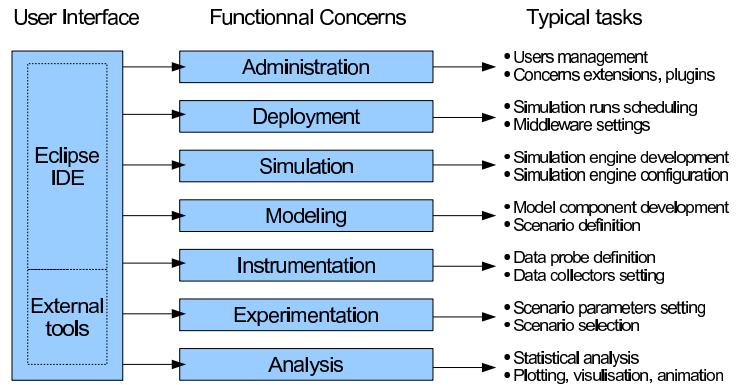 User Interface
Functionnal Concerns
Typical tasks
Eclipse
IDE
External
tools
Administration
• Users management
• Concerns extensions, plugins
Deployment
• Simulation runs scheduling
• Middleware settings
Simulation
• Simulation engine development
• Simulation engine configuration
Modeling
• Model component development
• Scenario definition
Instrumentation
• Data probe definition
• Data collectors setting
Experimentation
• Scenario parameters setting
• Scenario selection
Analysis
• Statistical analysis
• Plotting, visulisation, animation